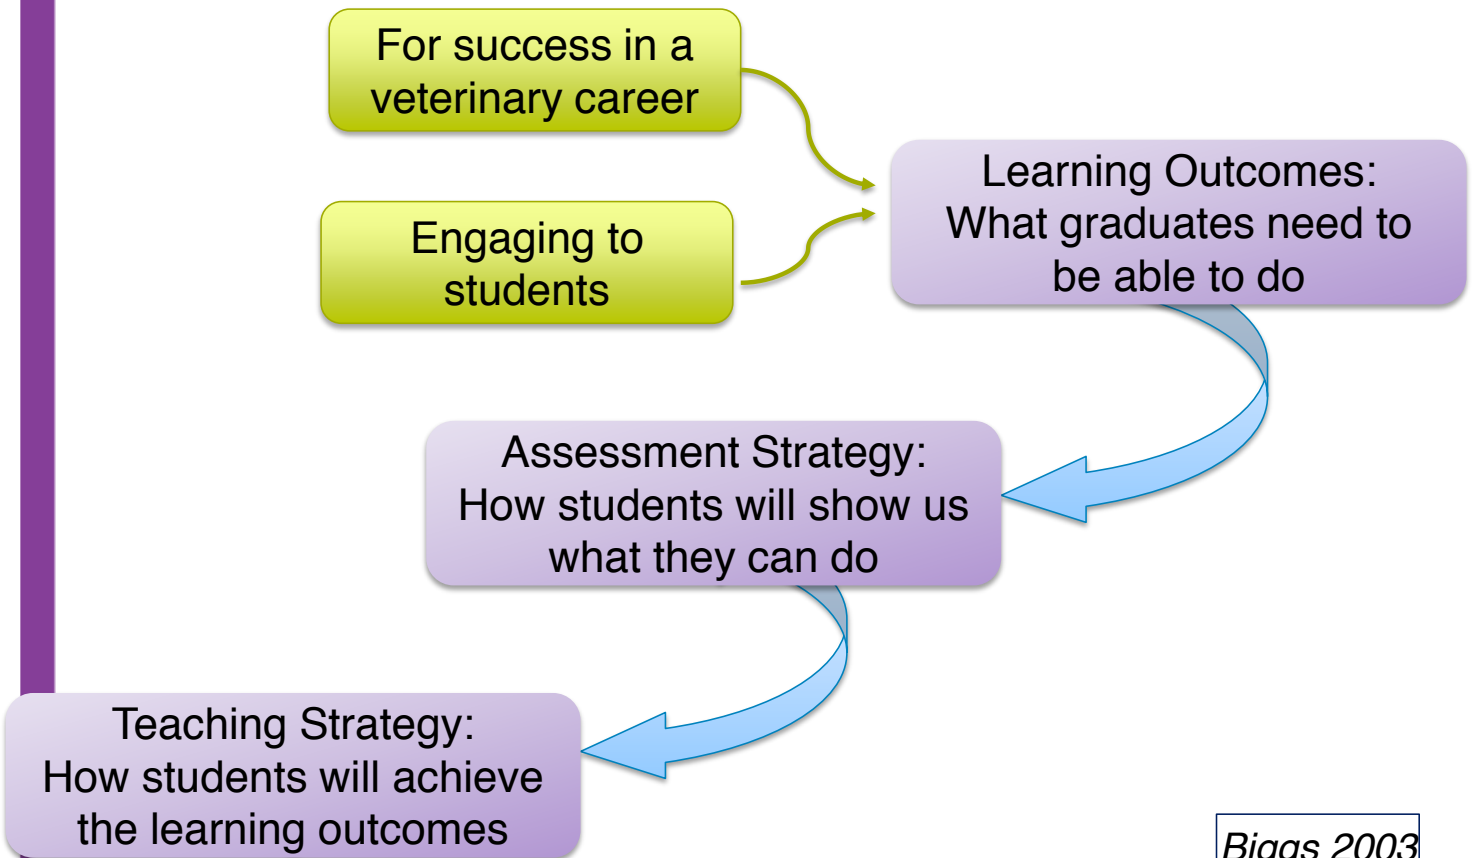 For success in a
veterinary career
Engaging to
students
Learning Outcomes:
What graduates need to
be able to do
Assessment Strategy:
How students will show us
what they can do
Teaching Strategy:
How students will achieve
the learning outcomes
Biggs 2003